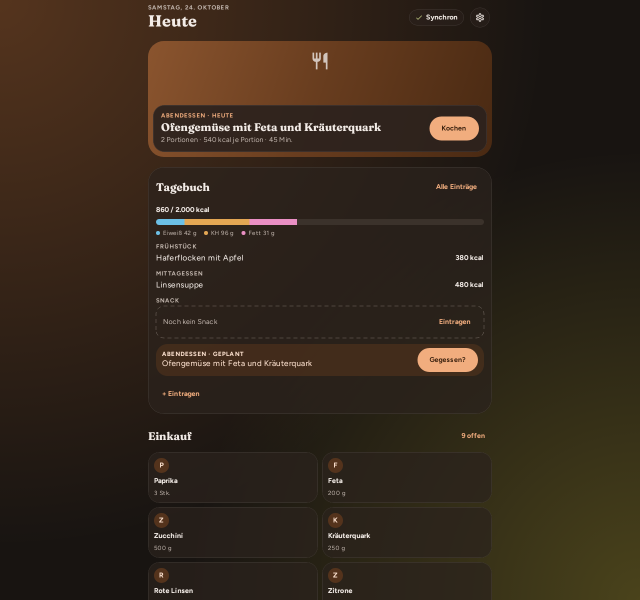 SAMSTAG, 24. OKTOBER
Heute
Synchron
ABENDESSEN · HEUTE
Ofengemüse mit Feta und Kräuterquark
2 Portionen · 540 kcal je Portion · 45 Min.
Kochen
Tagebuch
Alle Einträge
860 / 2.000 kcal
Eiweiß 42 g KH 96 g Fett 31 g
FRÜHSTÜCK
Haferflocken mit Apfel 380 kcal
MITTAGESSEN
Linsensuppe 480 kcal
SNACK
Noch kein Snack Eintragen
ABENDESSEN · GEPLANT
Ofengemüse mit Feta und Kräuterquark
Gegessen?
+ Eintragen
Einkauf 9 offen
P
Paprika
3 Stk.
F
Feta
200 g
Z
Zucchini
500 g
K
Kräuterquark
250 g
R
Rote Linsen
Z
Zitrone